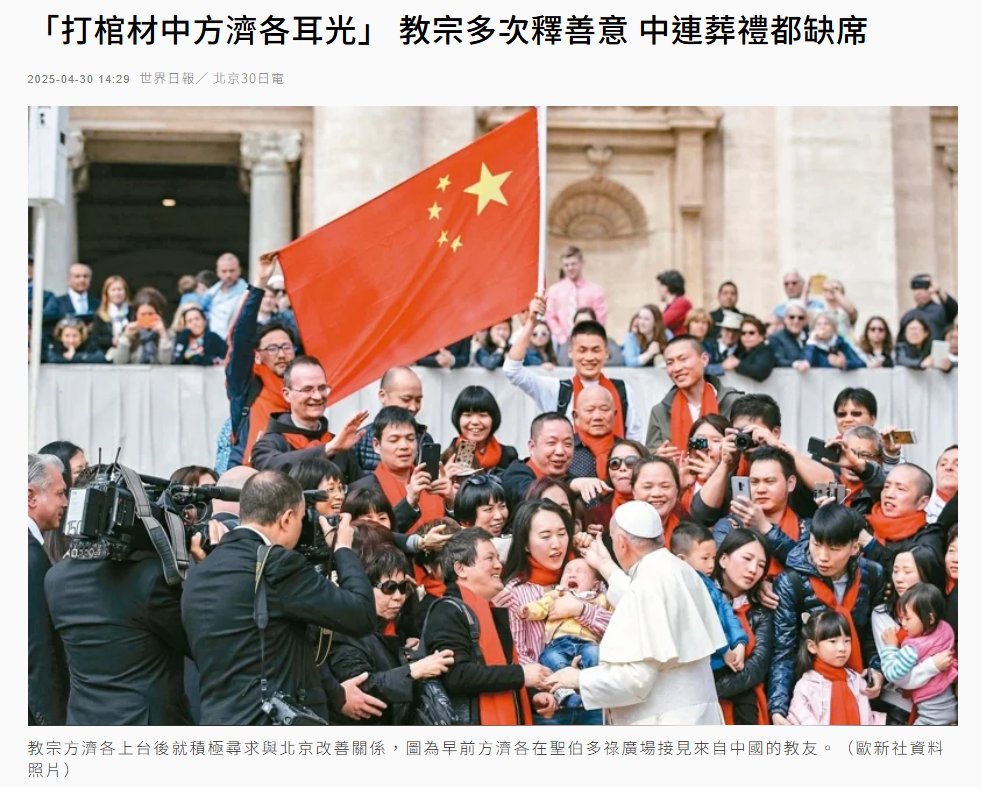 「打棺材中方濟各耳光」 教宗多次釋善意 中連葬禮都缺席
2025-04-30 14:29 世界日報／ 北京30日電
教宗方濟各上台後就積極尋求與北京改善關係，圖為早前方濟各在聖伯多祿廣場接見來自中國的教友。（歐新社資料
照片）